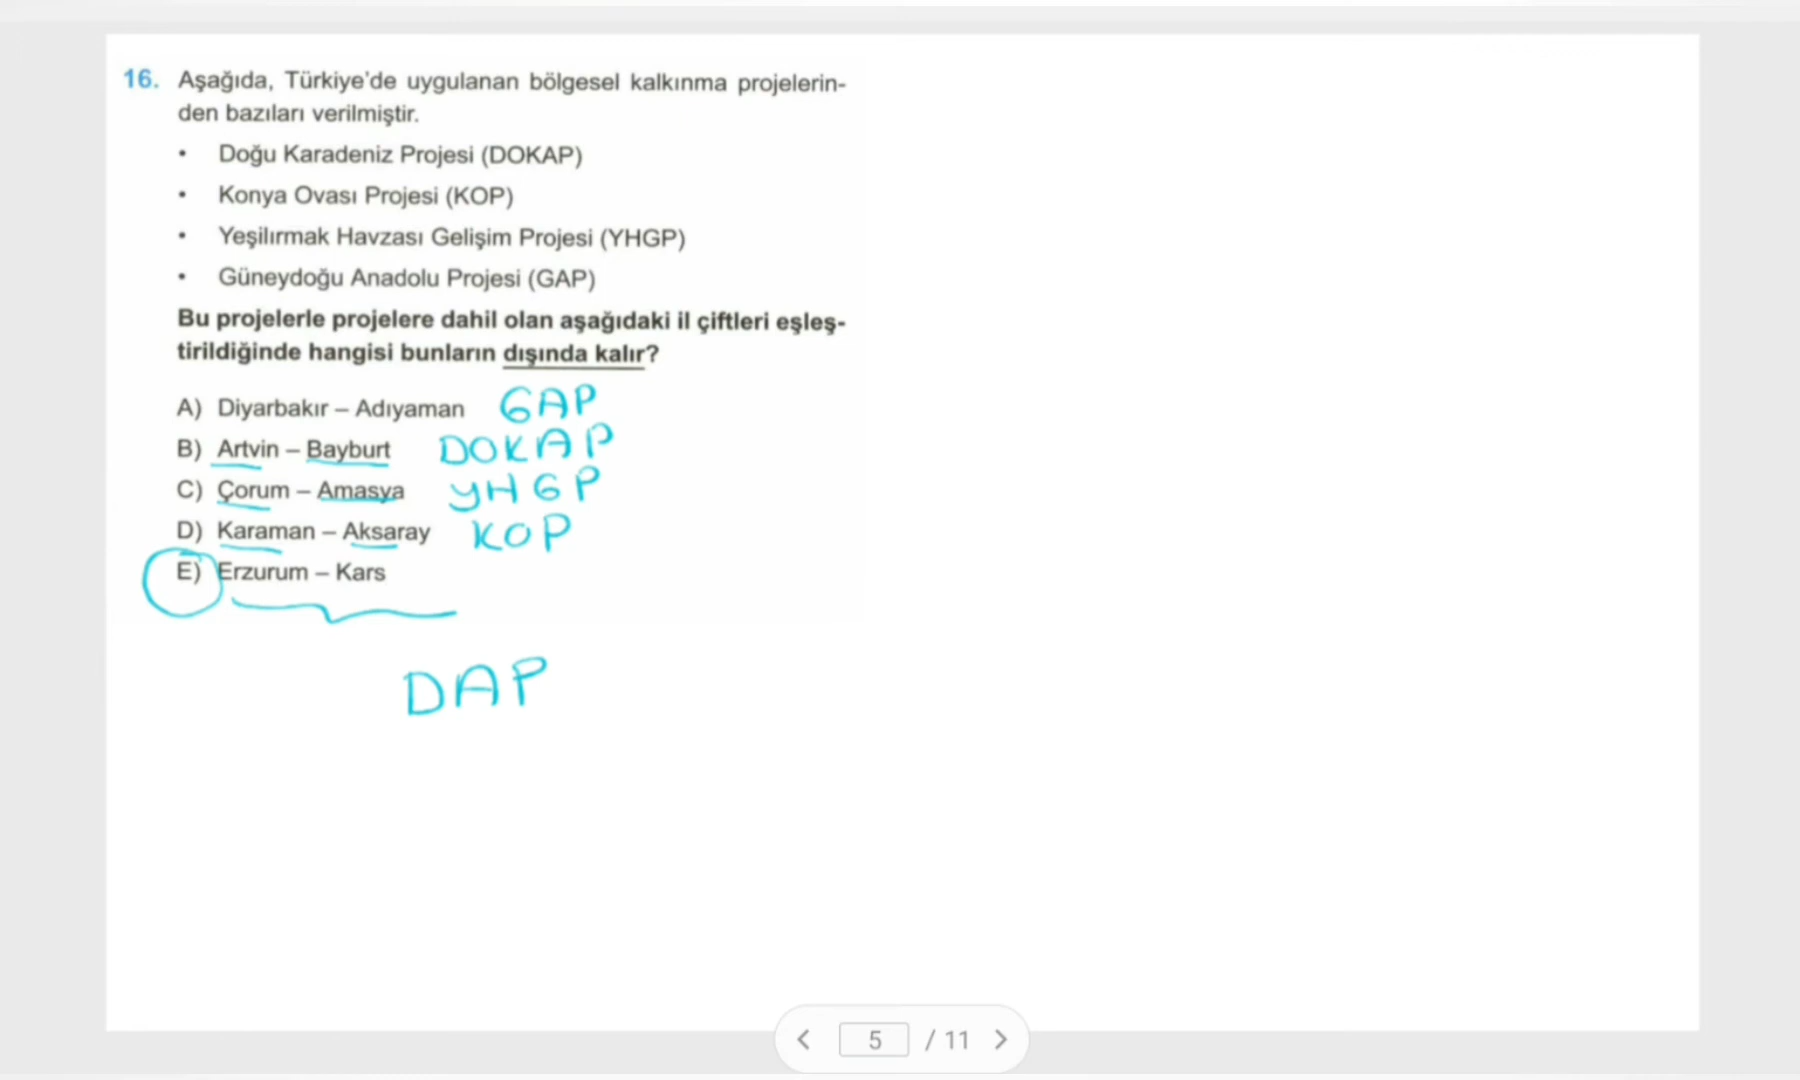 16. Aşağıda, Türkiye'de uygulanan bölgesel kalkınma projelerin-
den bazıları verilmiştir.
• Doğu Karadeniz Projesi (DOKAP)
• Konya Ovası Projesi (KOP)
• Yeşilırmak Havzası Gelişim Projesi (YHGP)
• Güneydoğu Anadolu Projesi (GAP)
Bu projelerle projelere dahil olan aşağıdaki il çiftleri eşleş-
tirildiğinde hangisi bunların dışında kalır?
A) Diyarbakır – Adıyaman GAP
B) Artvin – Bayburt DOKAP
C) Çorum – Amasya YHGP
D) Karaman – Aksaray KOP
E) Erzurum – Kars
DAP
< 5 / 11 >